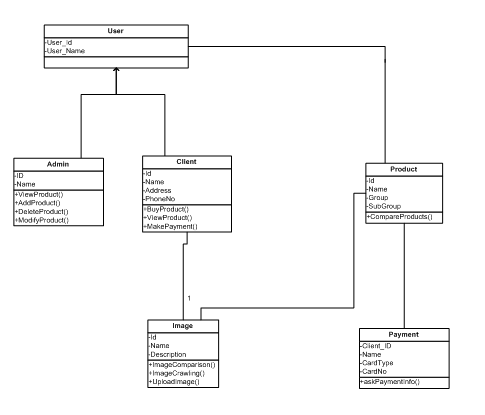 User
-User_id
-User_Name
Admin
-ID
-Name
+ViewProduct()
+AddProduct()
+DeleteProduct()
+ModifyProduct()
Client
-Id
-Name
-Address
-PhoneNo
+BuyProduct()
+ViewProduct()
+MakePayment()
Product
-Id
-Name
-Group
-SubGroup
+CompareProducts()
1
Image
-Id
-Name
-Description
+ImageComparison()
+ImageCrawling()
+UploadImage()
Payment
-Client_ID
-Name
-CardType
-CardNo
+askPaymentInfo()